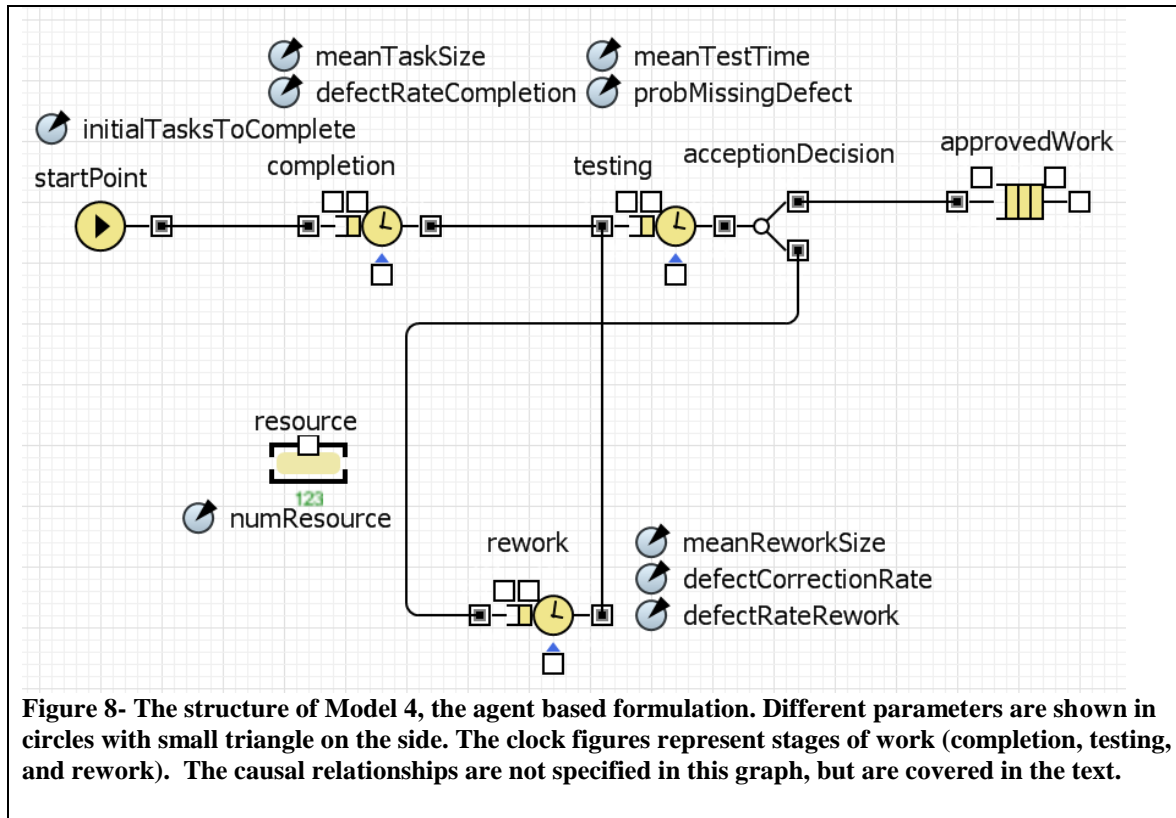 meanTaskSize
meanTestTime
defectRateCompletion
probMissingDefect
initialTasksToComplete
startPoint
completion
testing
acceptionDecision
approvedWork
resource
123
numResource
rework
meanReworkSize
defectCorrectionRate
defectRateRework
Figure 8- The structure of Model 4, the agent based formulation. Different parameters are shown in
circles with small triangle on the side. The clock figures represent stages of work (completion, testing,
and rework).  The causal relationships are not specified in this graph, but are covered in the text.